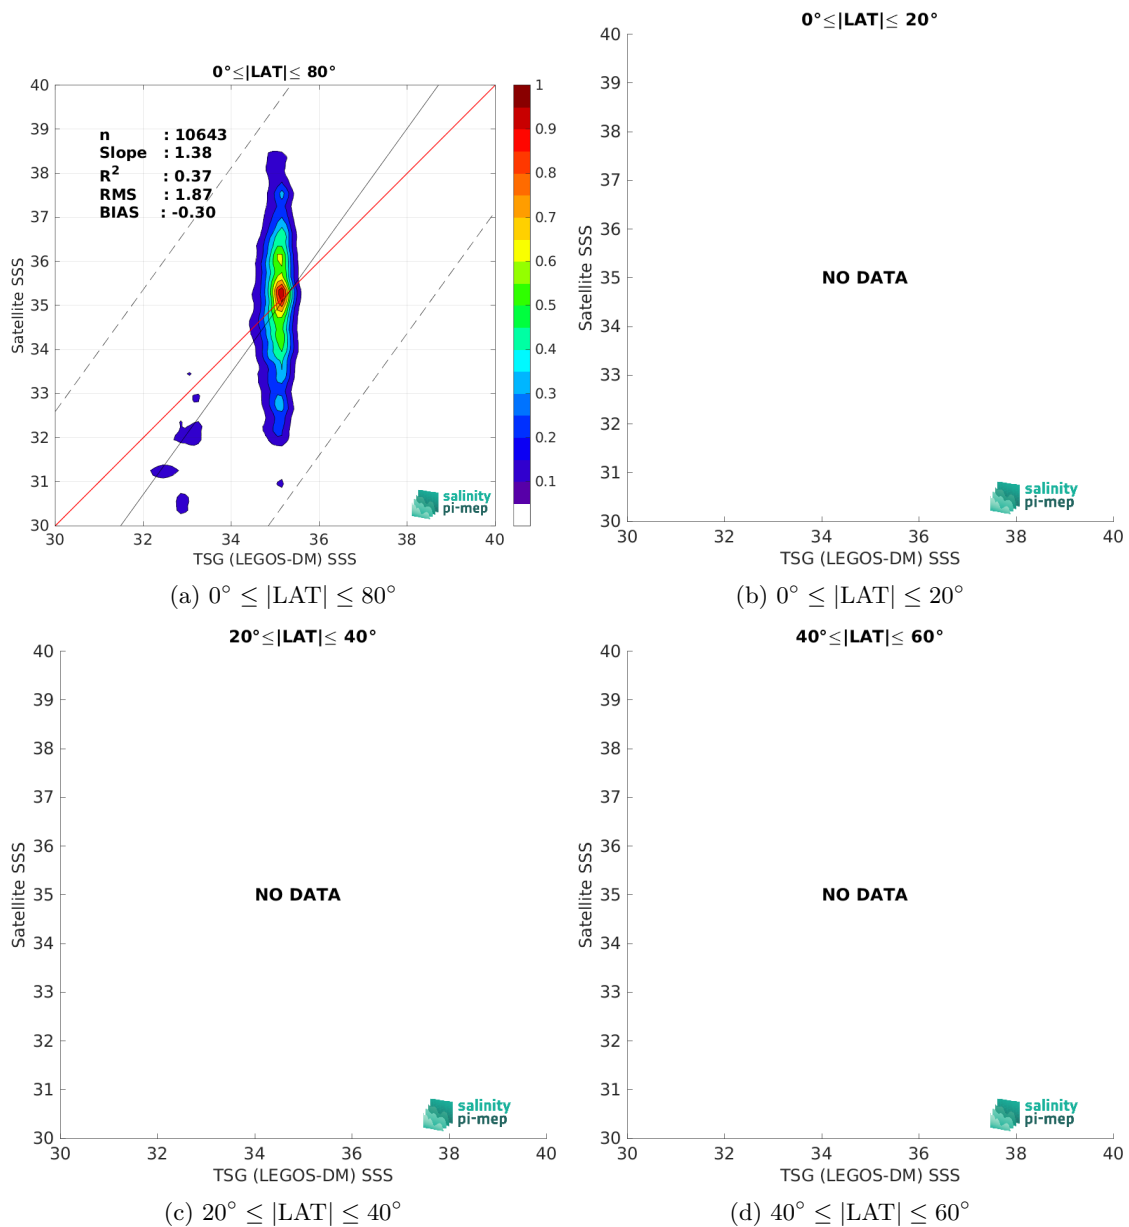 0°≤|LAT|≤ 80°
40
39
38
37
36
35
34
33
32
31
30
Satellite SSS
n : 10643
Slope : 1.38
R2 : 0.37
RMS : 1.87
BIAS : -0.30
1
0.9
0.8
0.7
0.6
0.5
0.4
0.3
0.2
0.1
salinity
pi-mep
30 32 34 36 38 40
TSG (LEGOS-DM) SSS
(a) 0° ≤ |LAT| ≤ 80°
0°≤|LAT|≤ 20°
40
39
38
37
36
35
34
33
32
31
30
Satellite SSS
NO DATA
salinity
pi-mep
30 32 34 36 38 40
TSG (LEGOS-DM) SSS
(b) 0° ≤ |LAT| ≤ 20°
20°≤|LAT|≤ 40°
40
39
38
37
36
35
34
33
32
31
30
Satellite SSS
NO DATA
salinity
pi-mep
30 32 34 36 38 40
TSG (LEGOS-DM) SSS
(c) 20° ≤ |LAT| ≤ 40°
40°≤|LAT|≤ 60°
40
39
38
37
36
35
34
33
32
31
30
Satellite SSS
NO DATA
salinity
pi-mep
30 32 34 36 38 40
TSG (LEGOS-DM) SSS
(d) 40° ≤ |LAT| ≤ 60°